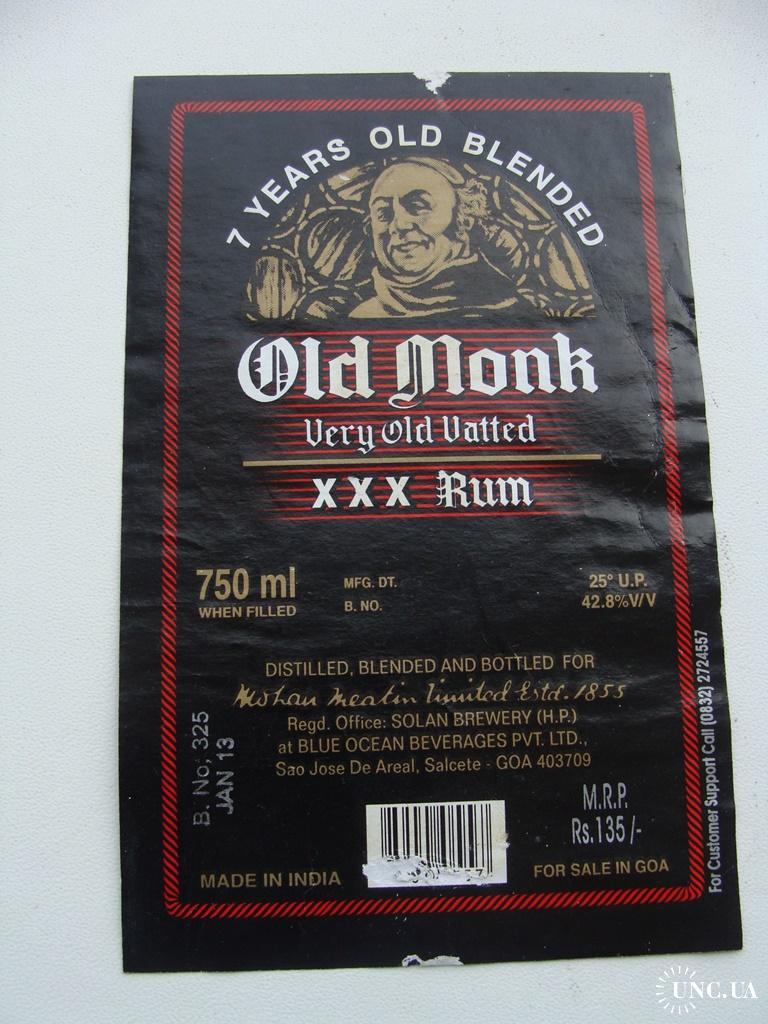 7 YEARS OLD BLENDED
Old Monk
Very Old Vatted
XXX Rum
750 ml
WHEN FILLED
MFG. DT.
B. NO.
25° U.P.
42.8%V/V
DISTILLED, BLENDED AND BOTTLED FOR
Mohan Meakin Limited Estd. 1855
Regd. Office: SOLAN BREWERY (H.P.)
at BLUE OCEAN BEVERAGES PVT. LTD.,
Sao Jose De Areal, Salcete - GOA 403709
B. No; 325
JAN 13
M.R.P.
Rs.135/-
MADE IN INDIA
FOR SALE IN GOA
For Customer Support Call (0832) 2724557
UNC.UA